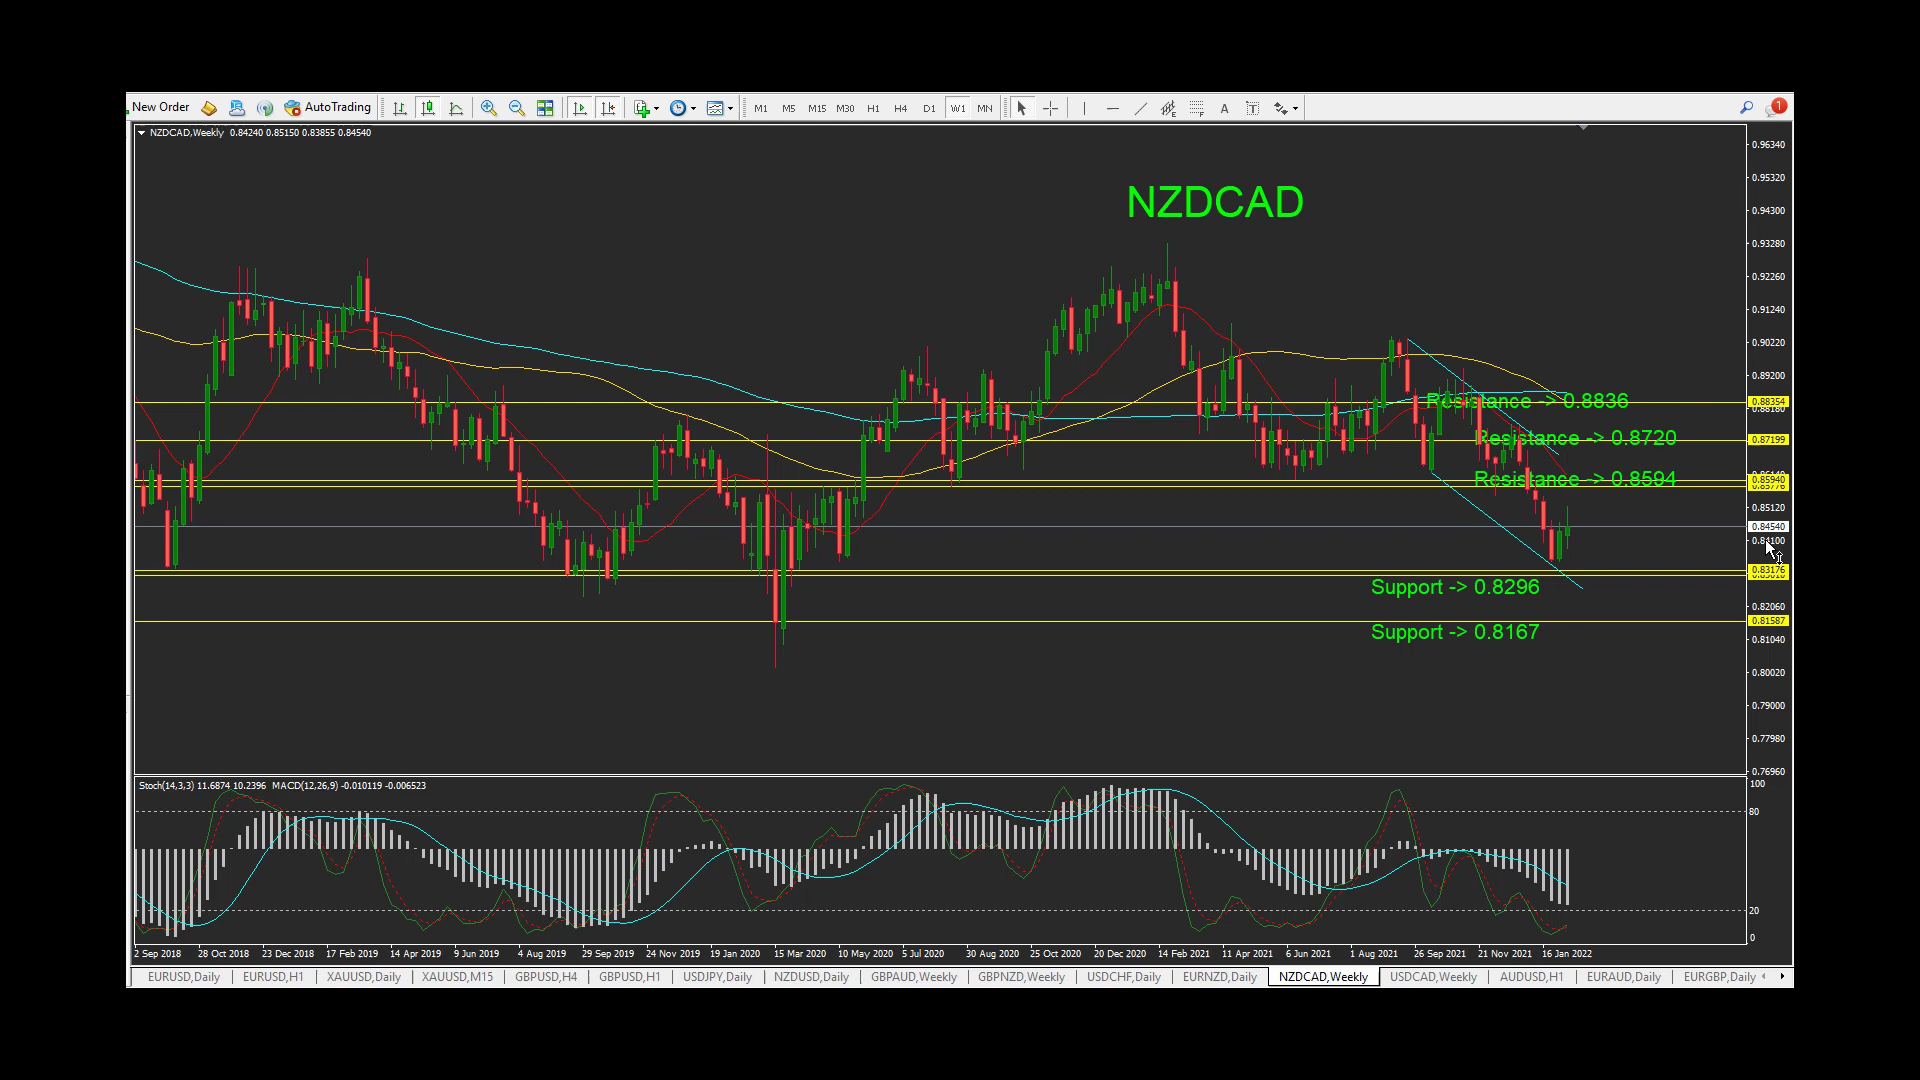 New Order AutoTrading M1 M5 M15 M30 H1 H4 D1 W1 MN A T 1
NZDCAD,Weekly 0.84240 0.85150 0.83855 0.84540
0.96340
0.95320
NZDCAD
0.94300
0.93280
0.92260
0.91240
0.90220
0.89200
Resistance -> 0.8836 0.88354
0.88180
Resistance -> 0.8720 0.87199
Resistance -> 0.8594 0.85940
0.85120
0.84540
0.84100
0.83176
Support -> 0.8296
0.82060
0.81587
Support -> 0.8167
0.81040
0.80020
0.79000
0.77980
0.76960
Stoch(14,3,3) 11.6874 10.2396 MACD(12,26,9) -0.010119 -0.006523
100
80
20
0
2 Sep 2018 28 Oct 2018 23 Dec 2018 17 Feb 2019 14 Apr 2019 9 Jun 2019 4 Aug 2019 29 Sep 2019 24 Nov 2019 19 Jan 2020 15 Mar 2020 10 May 2020 5 Jul 2020 30 Aug 2020 25 Oct 2020 20 Dec 2020 14 Feb 2021 11 Apr 2021 6 Jun 2021 1 Aug 2021 26 Sep 2021 21 Nov 2021 16 Jan 2022
EURUSD,Daily EURUSD,H1 XAUUSD,Daily XAUUSD,M15 GBPUSD,H4 GBPUSD,H1 USDJPY,Daily NZDUSD,Daily GBPAUD,Weekly GBPNZD,Weekly USDCHF,Daily EURNZD,Daily NZDCAD,Weekly USDCAD,Weekly AUDUSD,H1 EURAUD,Daily EURGBP,Daily